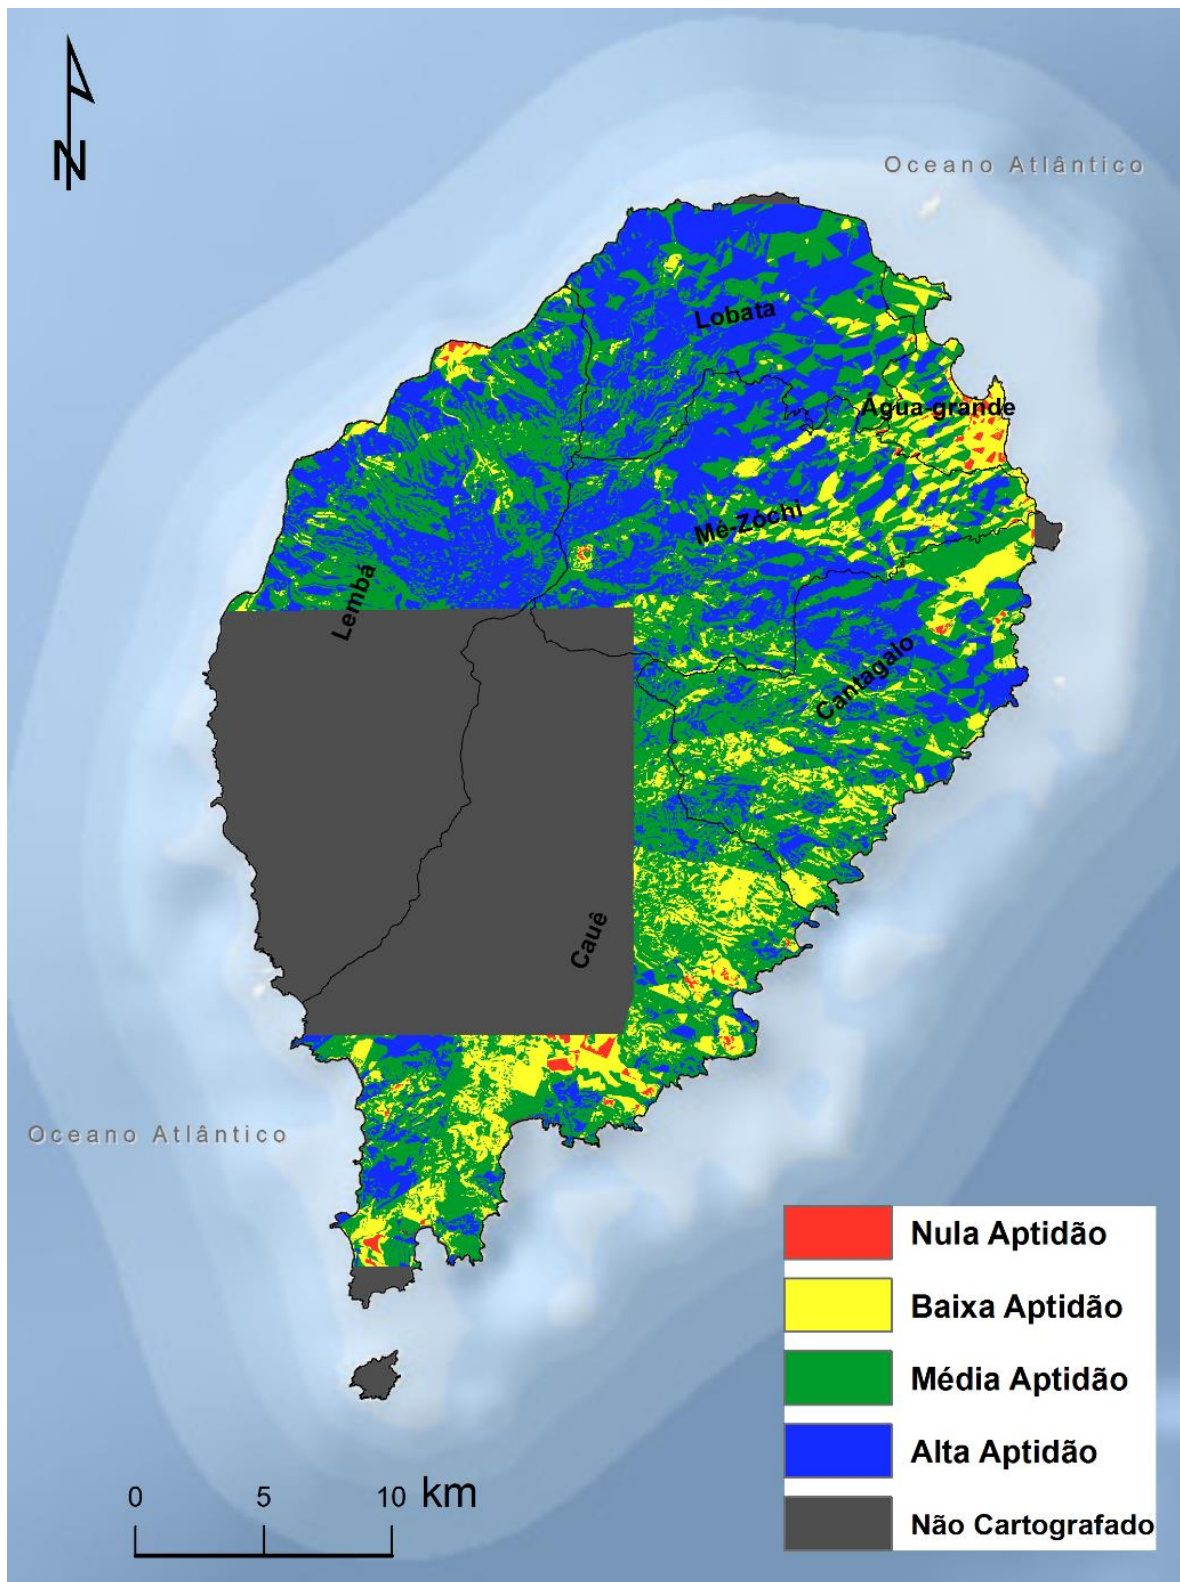 N
Oceano Atlântico
Lobata
Água-grande
Mé-Zóchi
Lembá
Cantagalo
Cauê
Oceano Atlântico
Nula Aptidão
Baixa Aptidão
Média Aptidão
Alta Aptidão
Não Cartografado
0 5 10 km